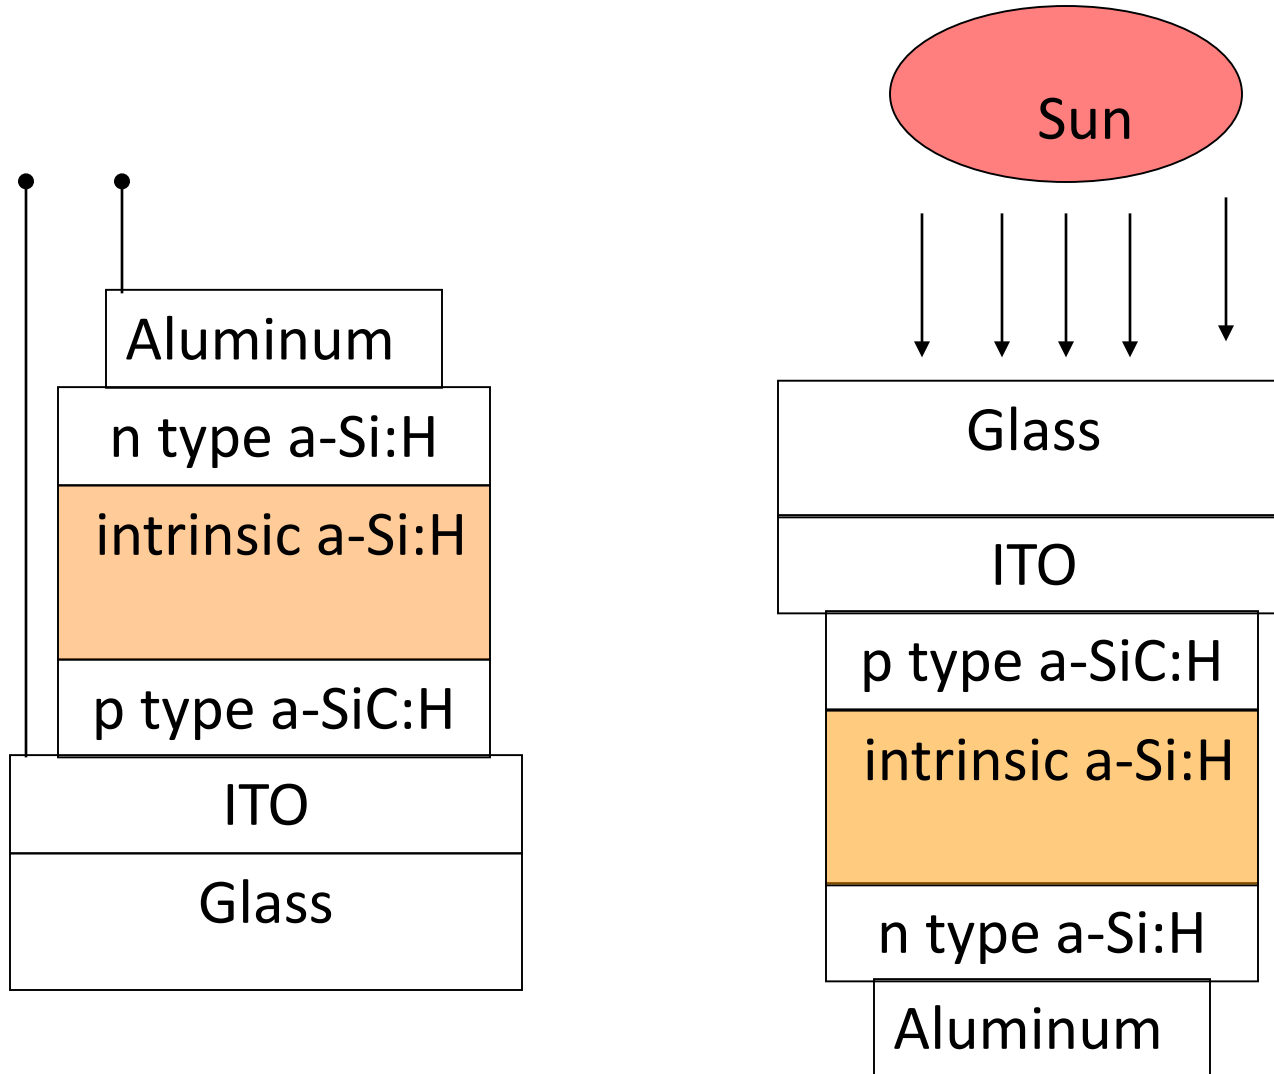 Aluminum
n type a-Si:H
intrinsic a-Si:H
p type a-SiC:H
ITO
Glass
Sun
Glass
ITO
p type a-SiC:H
intrinsic a-Si:H
n type a-Si:H
Aluminum